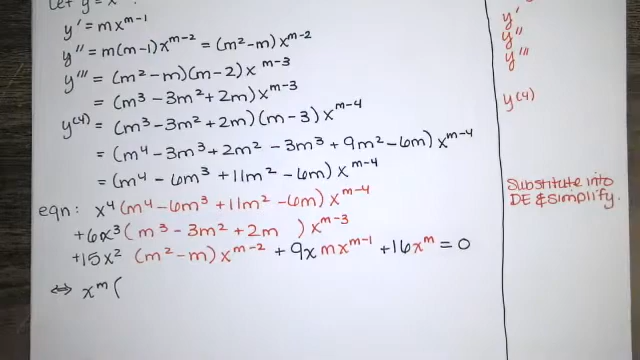 Let y = x
y' = mx^{m-1}
y'' = m(m-1)x^{m-2} = (m²-m)x^{m-2}
y''' = (m²-m)(m-2)x^{m-3}
= (m³-3m²+2m)x^{m-3}
y^{(4)} = (m³-3m²+2m)(m-3)x^{m-4}
= (m⁴-3m³+2m²-3m³+9m²-6m)x^{m-4}
= (m⁴-6m³+11m²-6m)x^{m-4}
eqn: x⁴(m⁴-6m³+11m²-6m)x^{m-4}
+6x³(m³-3m²+2m )x^{m-3}
+15x²(m²-m)x^{m-2}+9xmx^{m-1}+16x^m=0
⇔ x^m(
y'
y''
y'''
y^{(4)}
Substitute into
DE & simplify.